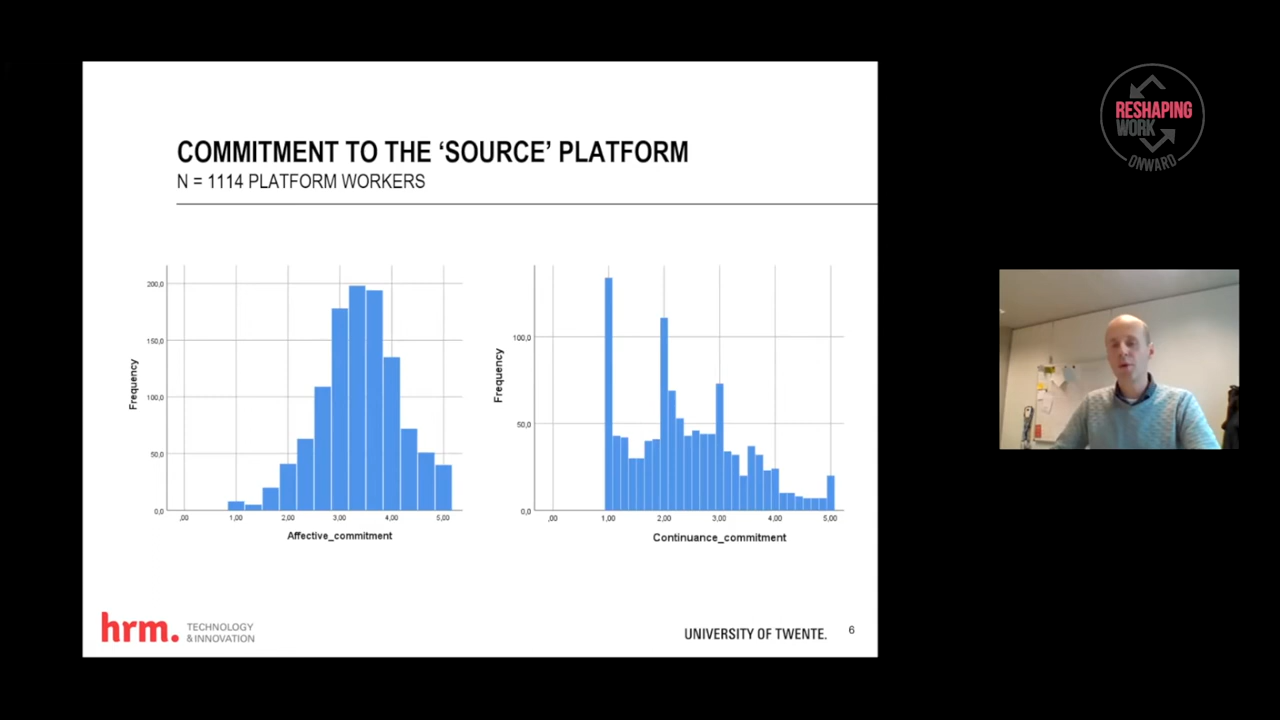 RESHAPING
WORK
ONWARD
COMMITMENT TO THE ‘SOURCE’ PLATFORM
N = 1114 PLATFORM WORKERS
200,0
150,0
100,0
50,0
0,0
Frequency
,00 1,00 2,00 3,00 4,00 5,00
Affective_commitment
100,0
50,0
0,0
Frequency
,00 1,00 2,00 3,00 4,00 5,00
Continuance_commitment
hrm. TECHNOLOGY
&INNOVATION
UNIVERSITY OF TWENTE. 6